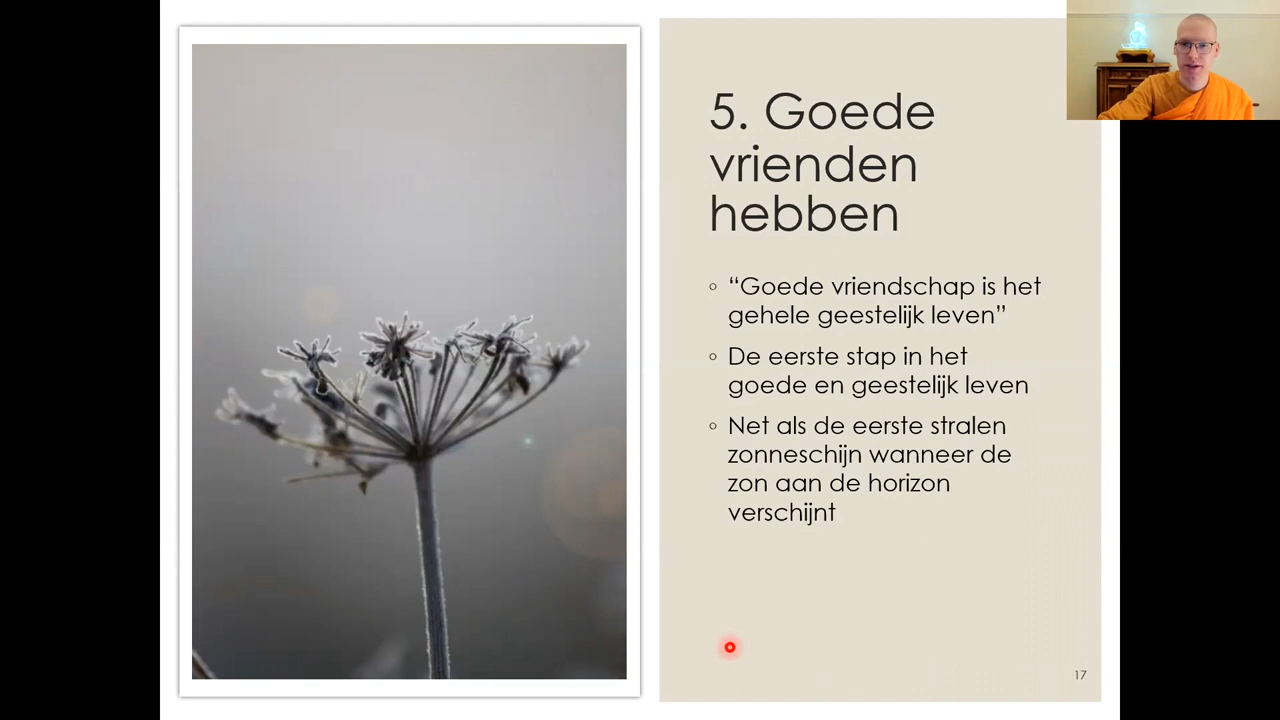 5. Goede
vrienden
hebben
◦ “Goede vriendschap is het
gehele geestelijk leven”
◦ De eerste stap in het
goede en geestelijk leven
◦ Net als de eerste stralen
zonneschijn wanneer de
zon aan de horizon
verschijnt
17